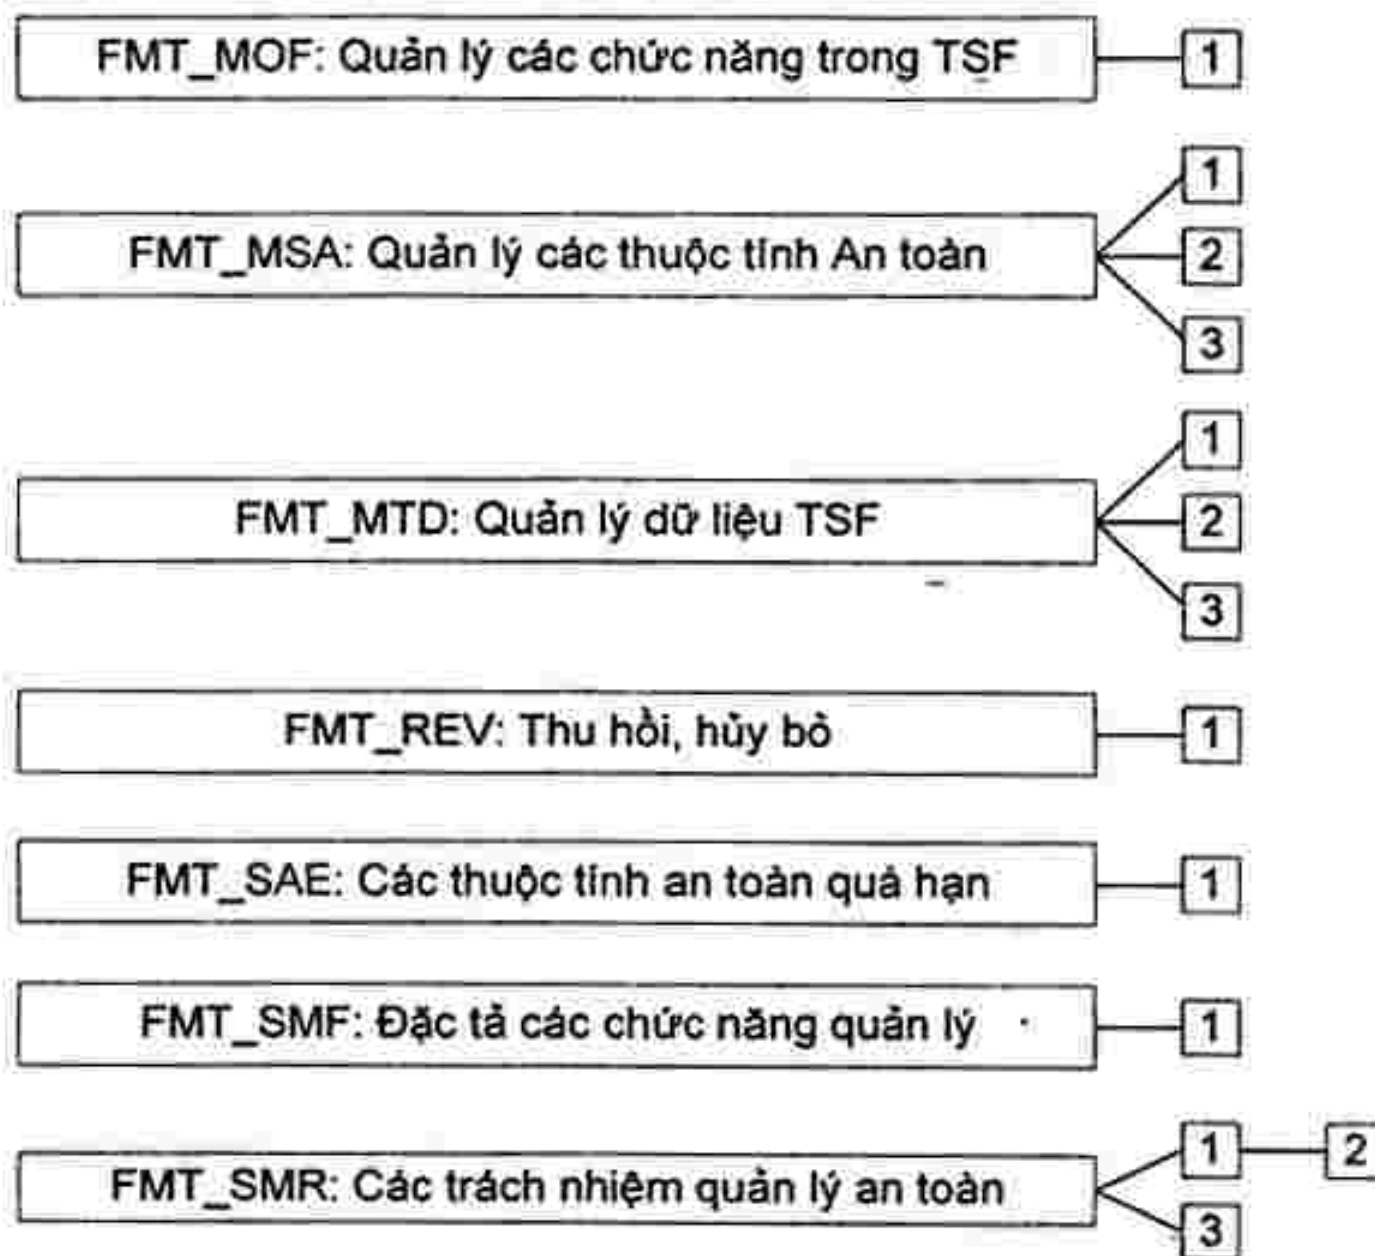 FMT_MOF: Quản lý các chức năng trong TSF 1
1
FMT_MSA: Quản lý các thuộc tính An toàn 2
3
1
FMT_MTD: Quản lý dữ liệu TSF 2
3
FMT_REV: Thu hồi, hủy bỏ 1
FMT_SAE: Các thuộc tính an toàn quá hạn 1
FMT_SMF: Đặc tả các chức năng quản lý 1
1 2
FMT_SMR: Các trách nhiệm quản lý an toàn
3